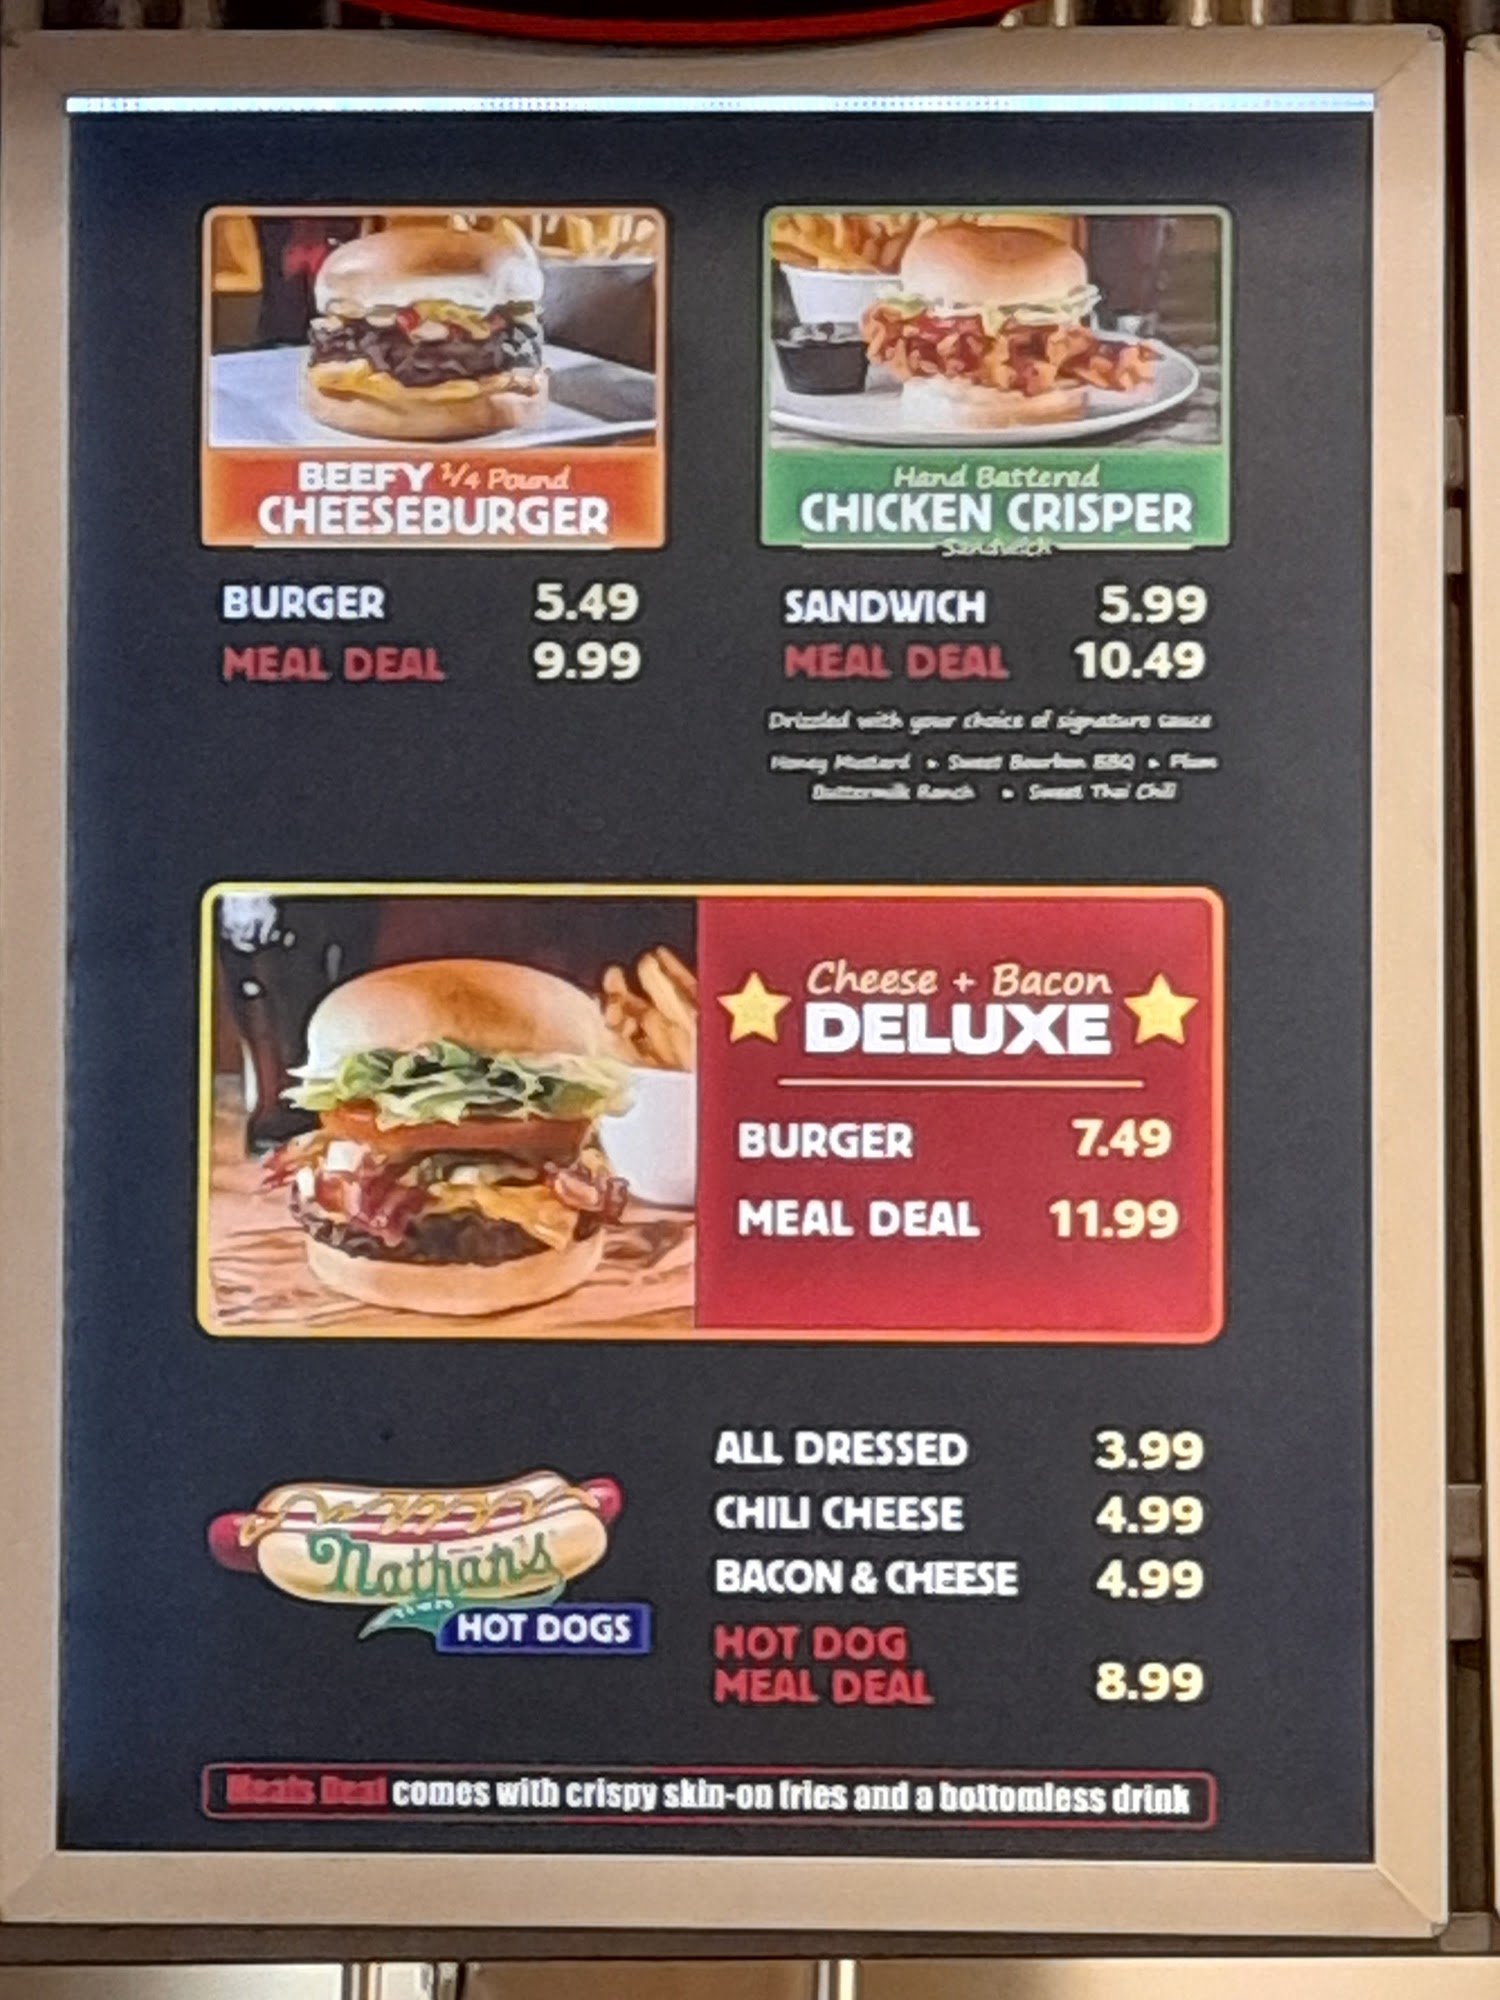 BEEFY 1/4 Pound
CHEESEBURGER
BURGER 5.49
MEAL DEAL 9.99
Hand Battered
CHICKEN CRISPER
Sandwich
SANDWICH 5.99
MEAL DEAL 10.49
Drizzled with your choice of signature sauce
Honey Mustard • Sweet Bourbon BBQ • Plum
Buttermilk Ranch • Sweet Thai Chili
Cheese + Bacon
DELUXE
BURGER 7.49
MEAL DEAL 11.99
Nathan's
HOT DOGS
ALL DRESSED 3.99
CHILI CHEESE 4.99
BACON & CHEESE 4.99
HOT DOG
MEAL DEAL 8.99
Meals Deal comes with crispy skin-on fries and a bottomless drink